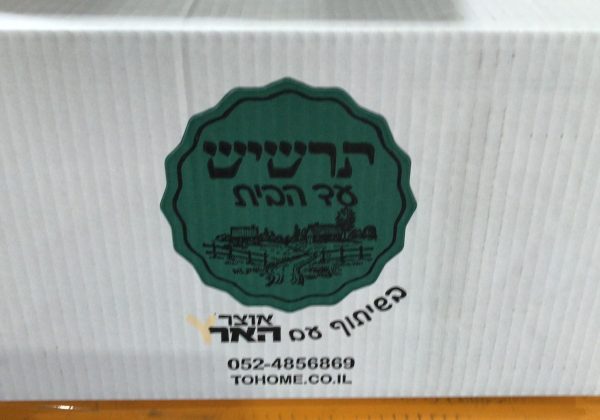 תרשיש
עד הבית
בשיתוף עם
אוצר
הארץ
052-4856869
TOHOME.CO.IL